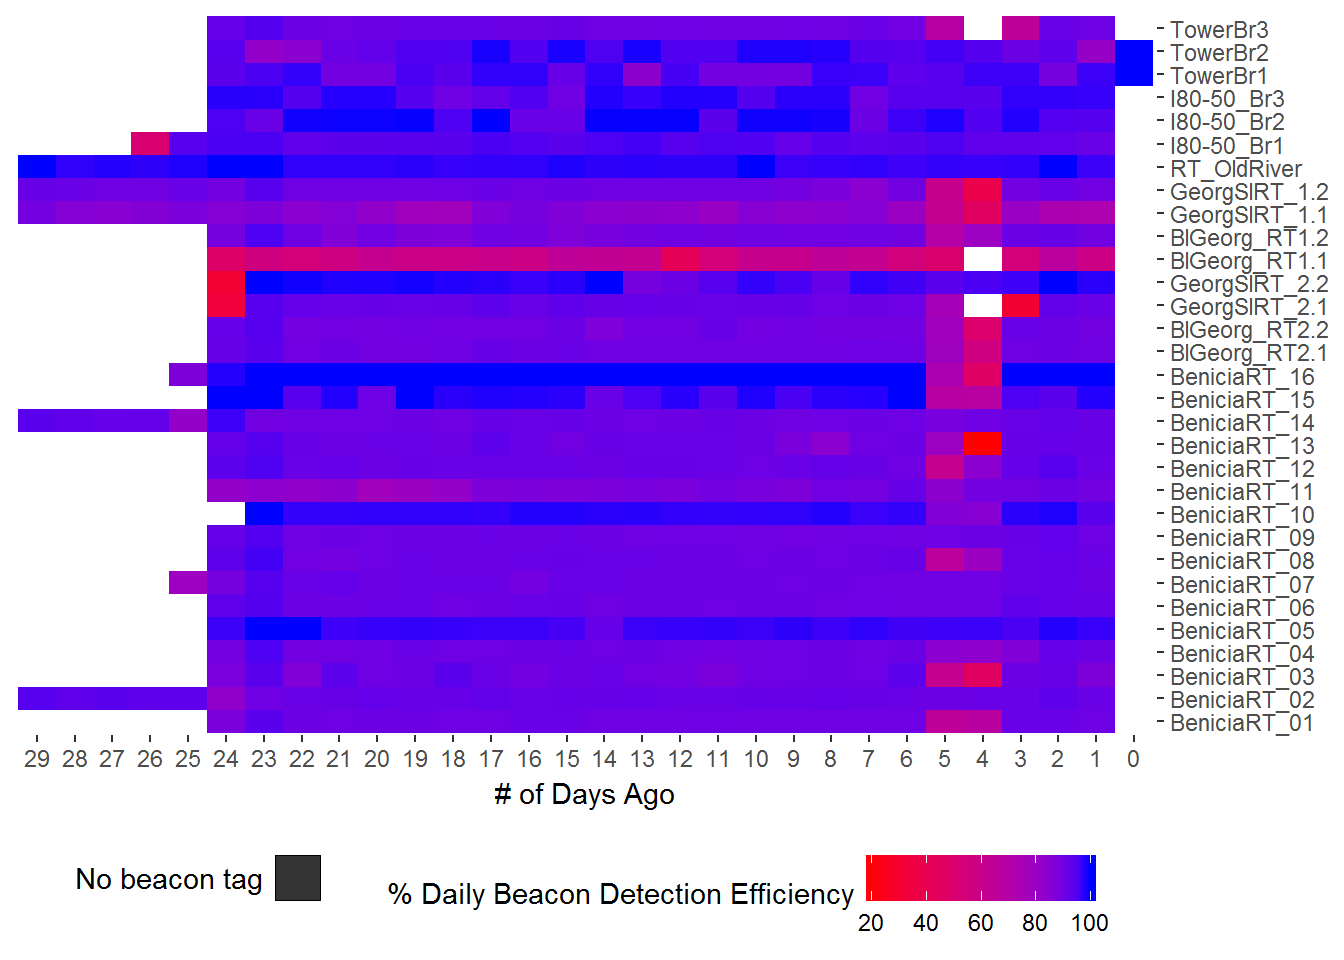 TowerBr3
TowerBr2
TowerBr1
I80-50_Br3
I80-50_Br2
I80-50_Br1
RT_OldRiver
GeorgSlRT_1.2
GeorgSlRT_1.1
BlGeorg_RT1.2
BlGeorg_RT1.1
GeorgSlRT_2.2
GeorgSlRT_2.1
BlGeorg_RT2.2
BlGeorg_RT2.1
BeniciaRT_16
BeniciaRT_15
BeniciaRT_14
BeniciaRT_13
BeniciaRT_12
BeniciaRT_11
BeniciaRT_10
BeniciaRT_09
BeniciaRT_08
BeniciaRT_07
BeniciaRT_06
BeniciaRT_05
BeniciaRT_04
BeniciaRT_03
BeniciaRT_02
BeniciaRT_01
29 28 27 26 25 24 23 22 21 20 19 18 17 16 15 14 13 12 11 10 9 8 7 6 5 4 3 2 1 0
# of Days Ago
No beacon tag
% Daily Beacon Detection Efficiency
20 40 60 80 100